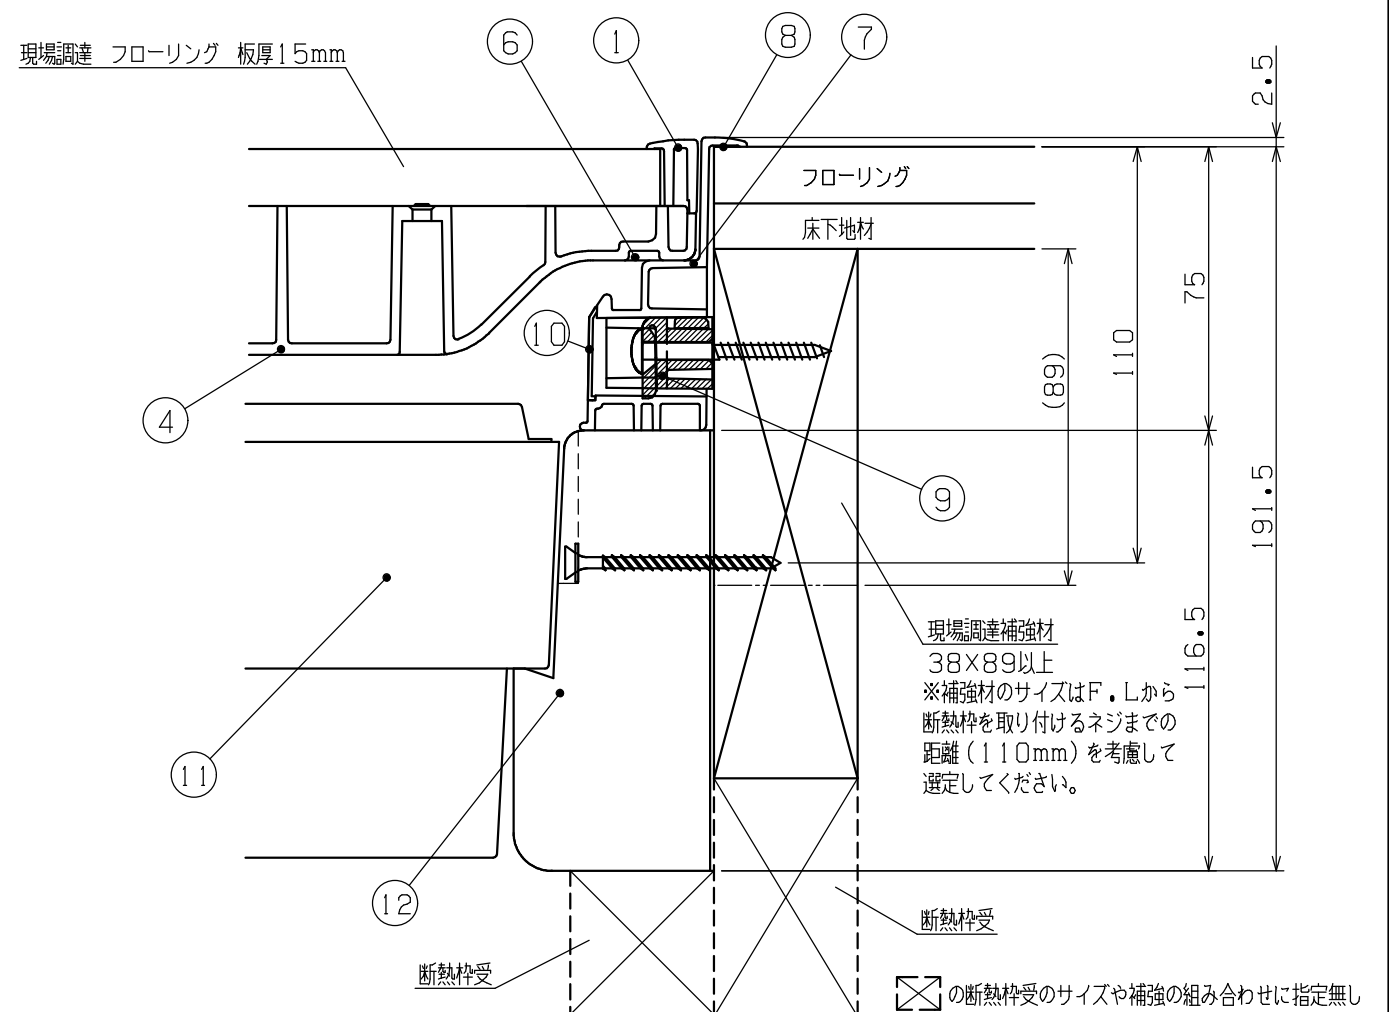 現場調達 フローリング 板厚15mm
6
1
8
7
2.5
フローリング
床下地材
75
110
(89)
10
4
9
191.5
116.5
現場調達補強材
38×89以上
※補強材のサイズはF.Lから
断熱枠を取り付けるネジまでの
距離(110mm)を考慮して
選定してください。
11
12
断熱枠受
断熱枠受
の断熱枠受のサイズや補強の組み合わせに指定無し